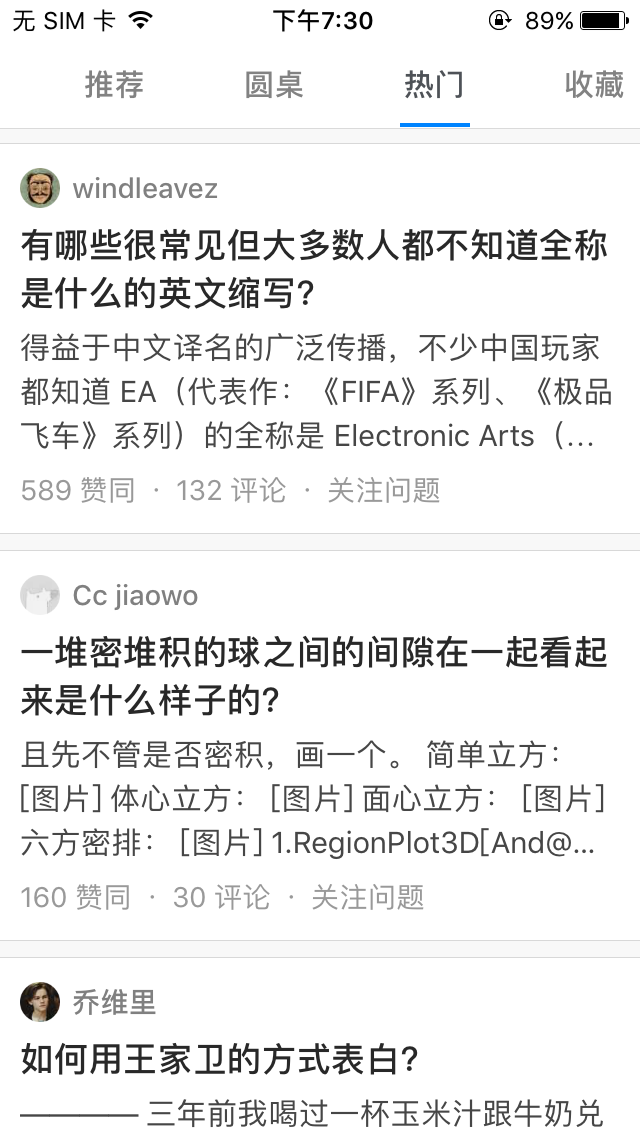 无 SIM 卡 下午7:30 89%
推荐 圆桌 热门 收藏
windleavez
有哪些很常见但大多数人都不知道全称
是什么的英文缩写?
得益于中文译名的广泛传播，不少中国玩家
都知道 EA（代表作：《FIFA》系列、《极品
飞车》系列）的全称是 Electronic Arts（...
589 赞同 · 132 评论 · 关注问题
Cc jiaowo
一堆密堆积的球之间的间隙在一起看起
来是什么样子的?
且先不管是否密积，画一个。 简单立方：
[图片] 体心立方： [图片] 面心立方： [图片]
六方密排： [图片] 1.RegionPlot3D[And@...
160 赞同 · 30 评论 · 关注问题
乔维里
如何用王家卫的方式表白?
———— 三年前我喝过一杯玉米汁跟牛奶兑